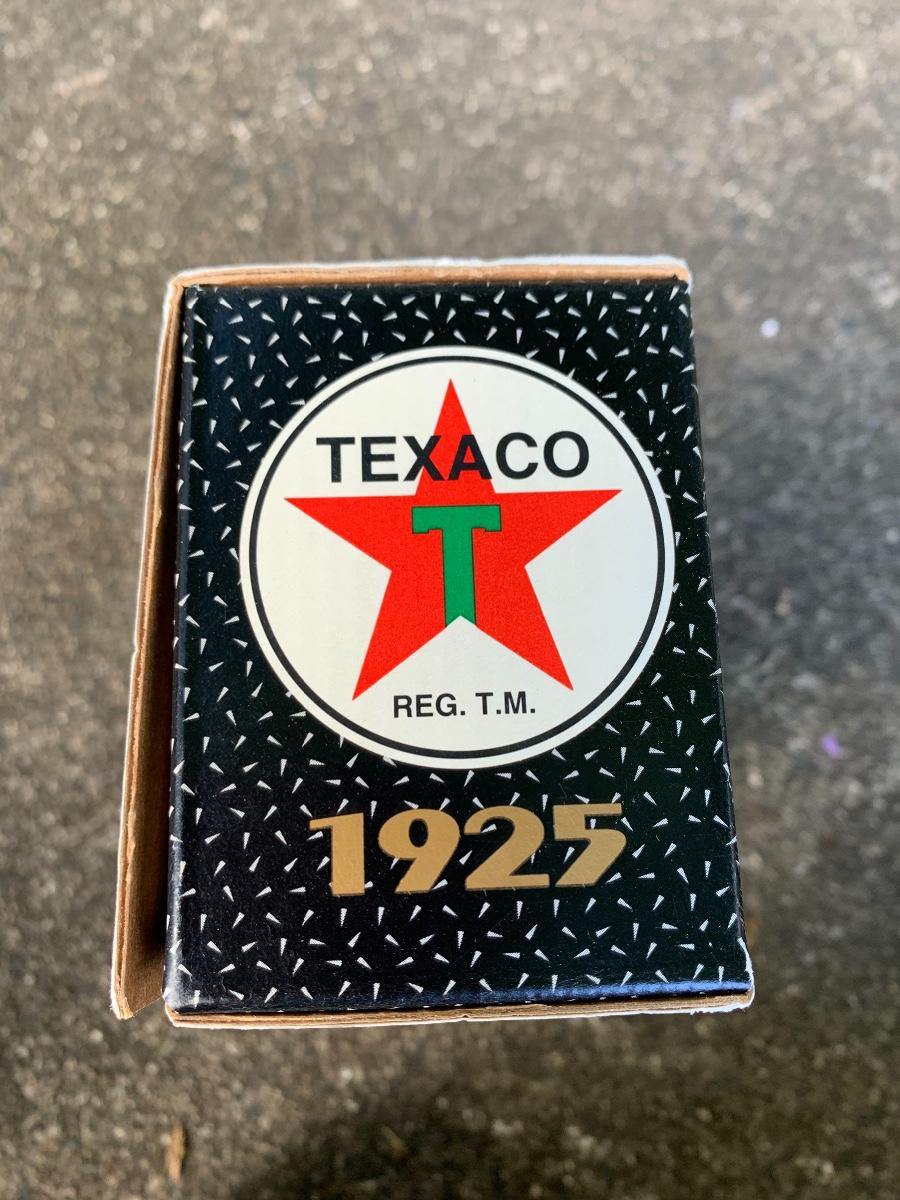 TEXACO
T
REG. T.M.
1925